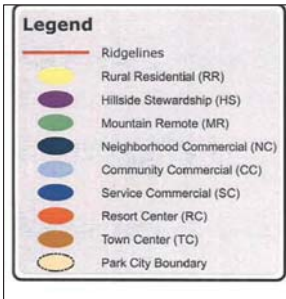 Legend
Ridgelines
Rural Residential (RR)
Hillside Stewardship (HS)
Mountain Remote (MR)
Neighborhood Commercial (NC)
Community Commercial (CC)
Service Commercial (SC)
Resort Center (RC)
Town Center (TC)
Park City Boundary